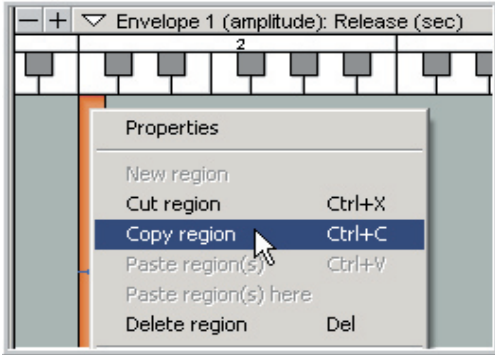 − + ▽ Envelope 1 (amplitude): Release (sec)
2
Properties
New region
Cut region Ctrl+X
Copy region Ctrl+C
Paste region(s) Ctrl+V
Paste region(s) here
Delete region Del